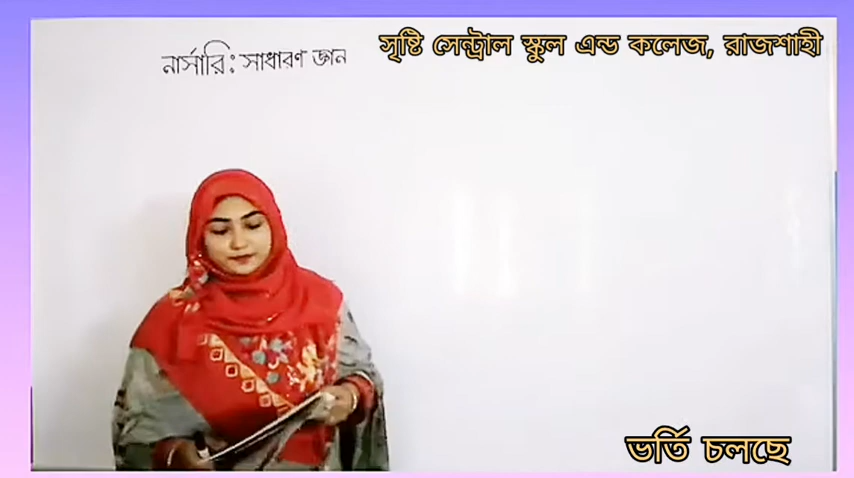 সৃষ্টি সেন্ট্রাল স্কুল এন্ড কলেজ, রাজশাহী
নার্সারি: সাধারণ জ্ঞান
ভর্তি চলছে